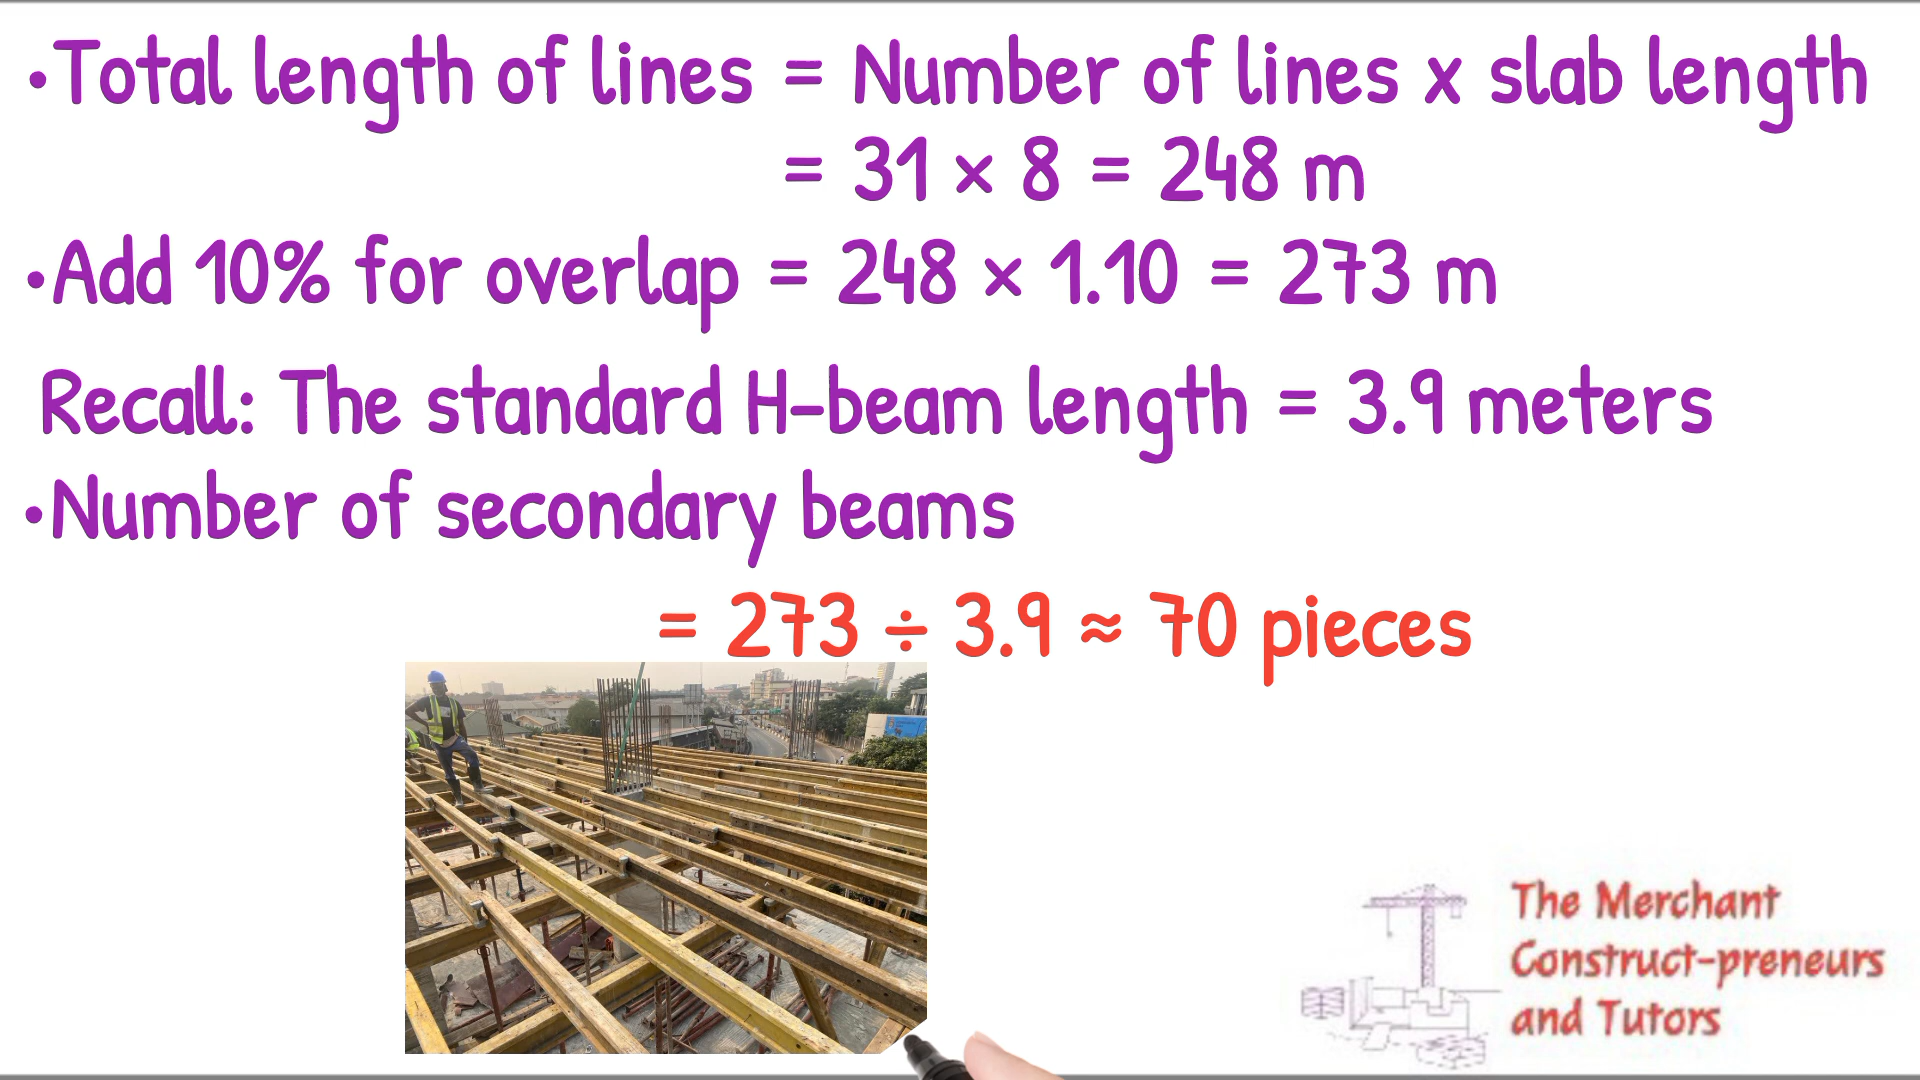 •Total length of lines = Number of lines x slab length
= 31 × 8 = 248 m
•Add 10% for overlap = 248 × 1.10 = 273 m
Recall: The standard H-beam length = 3.9 meters
•Number of secondary beams
= 273 ÷ 3.9 ≈ 70 pieces
The Merchant
Construct-preneurs
and Tutors